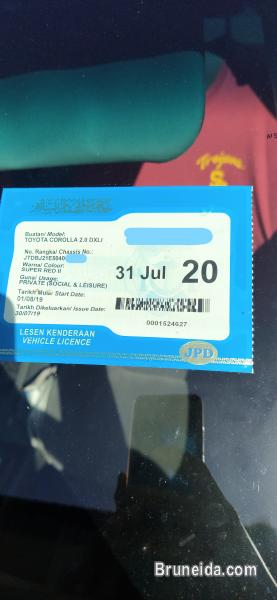 Trojans
S
Buatan/ Model:
TOYOTA COROLLA 2.0 DXLI
No. Rangka/ Chassis No.:
JTDBJ21E5040
Warna/ Colour:
SUPER RED II
Guna/ Usage:
PRIVATE (SOCIAL & LEISURE)
Tarikh Mula/ Start Date:
01/08/19
Tarikh Dikeluarkan/ Issue Date:
30/07/19
31 Jul 20
0001524627
LESEN KENDERAAN
VEHICLE LICENCE
JPD
Bruneida.com